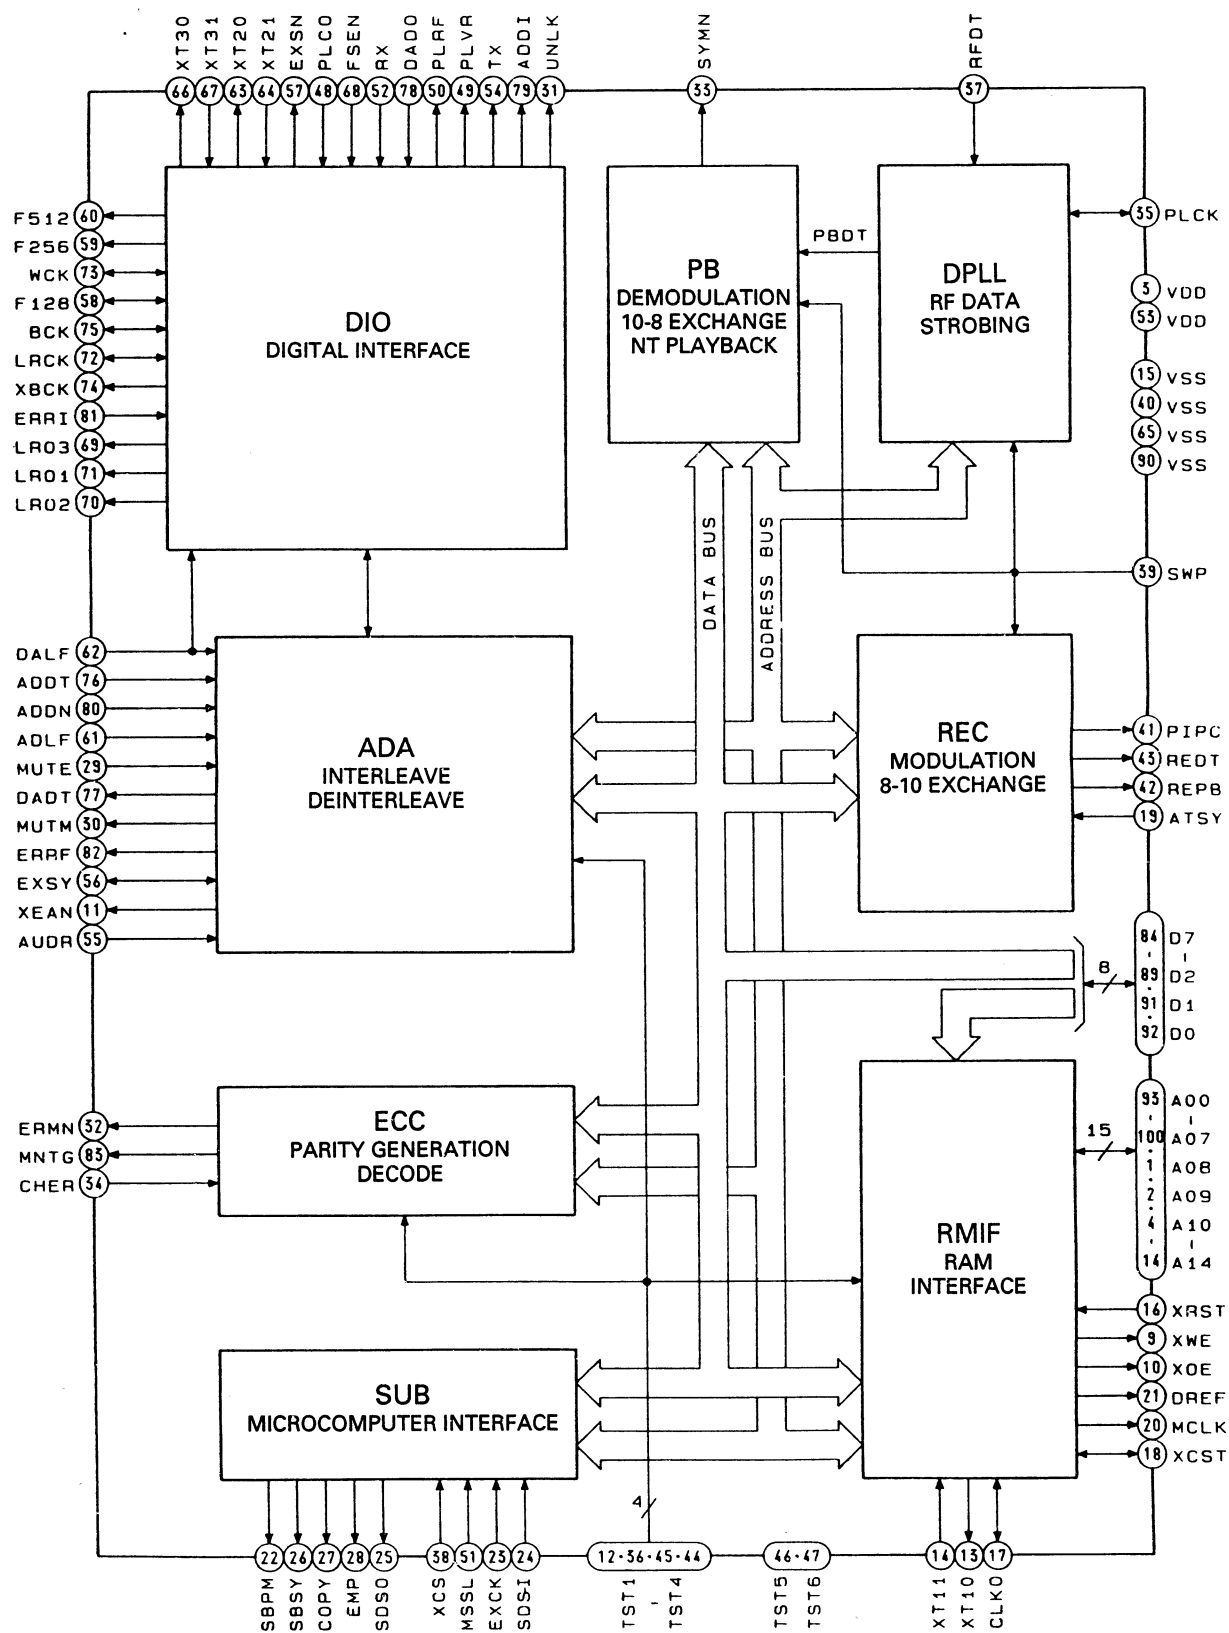 XT30
XT31
XT20
XT21
EXSN
PLCO
FSEN
RX
DADO
PLRF
PLVR
TX
ADDI
UNLK
SYMN
RFDT
66
67
63
64
57
48
68
52
78
50
49
54
79
31
33
37
F512 60
F256 59
WCK 73
F128 58
BCK 75
LRCK 72
XBCK 74
ERRI 81
LRO3 69
LRO1 71
LRO2 70
DIO
DIGITAL INTERFACE
PB
DEMODULATION
10-8 EXCHANGE
NT PLAYBACK
PBDT
DPLL
RF DATA
STROBING
35 PLCK
3 VDD
53 VDD
15 VSS
40 VSS
65 VSS
90 VSS
39 SWP
DATA BUS
ADDRESS BUS
DALF 62
ADDT 76
ADDN 80
ADLF 61
MUTE 29
DADT 77
MUTM 30
ERRF 82
EXSY 56
XEAN 11
AUDR 55
ADA
INTERLEAVE
DEINTERLEAVE
REC
MODULATION
8-10 EXCHANGE
41 PIPC
43 REDT
42 REPB
19 ATSY
8
84 D7
89 D2
91 D1
92 D0
ERMN 32
MNTG 83
CHER 34
ECC
PARITY GENERATION
DECODE
RMIF
RAM
INTERFACE
15
93 A00
100 A07
1 A08
2 A09
4 A10
14 A14
16 XRST
9 XWE
10 XOE
21 DREF
20 MCLK
18 XCST
SUB
MICROCOMPUTER INTERFACE
4
22
26
27
28
25
38
51
23
24
12·36·45·44
46·47
14
13
17
SBPM
SBSY
COPY
EMP
SDSO
XCS
MSSL
EXCK
SDSI
TST1
TST4
TST5
TST6
XT11
XT10
CLKO